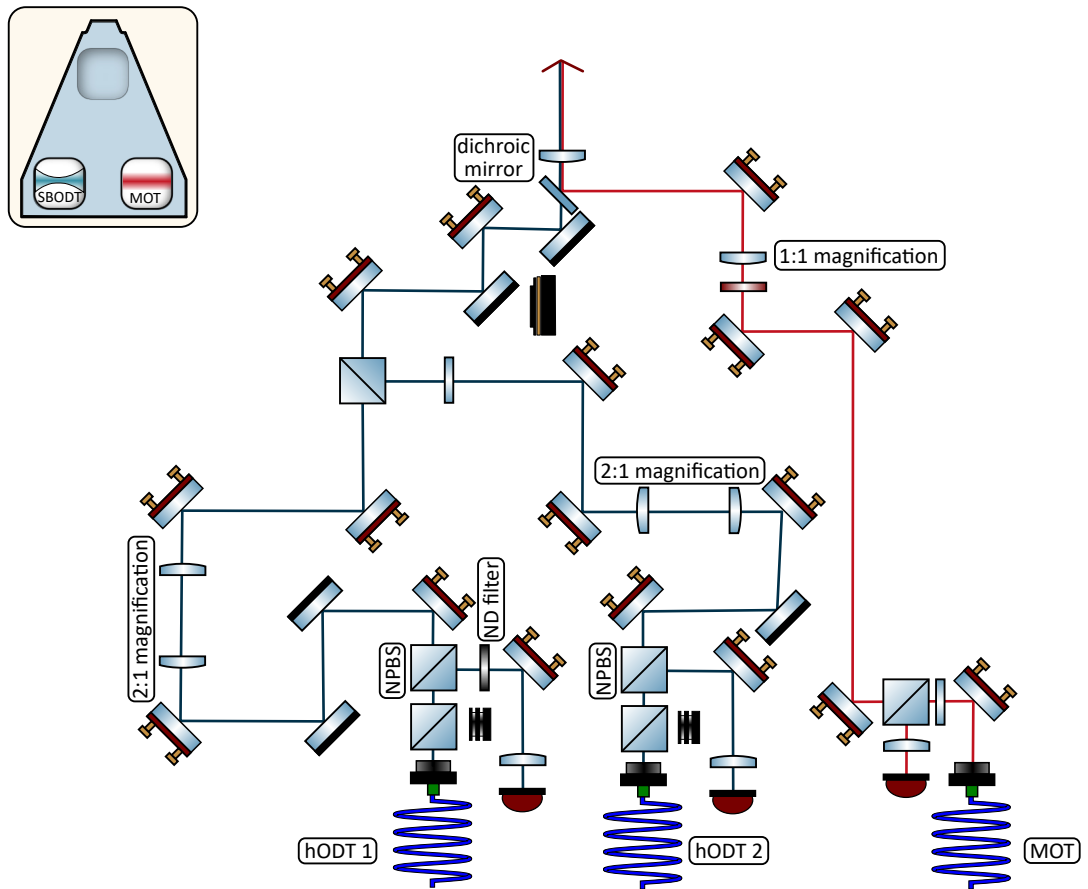 SBODT
MOT
dichroic
mirror
1:1 magnification
2:1 magnification
2:1 magnification
ND filter
NPBS
NPBS
hODT 1
hODT 2
MOT